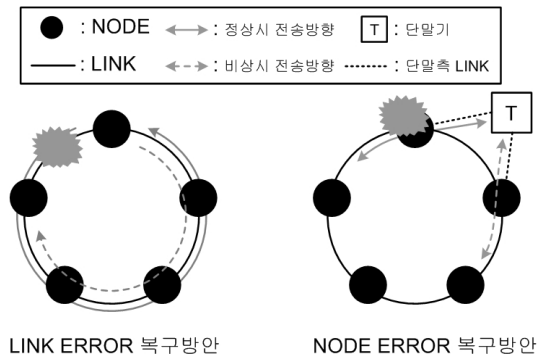 : NODE : 정상시 전송방향 T : 단말기
: LINK : 비상시 전송방향 : 단말측 LINK
T
LINK ERROR 복구방안 NODE ERROR 복구방안